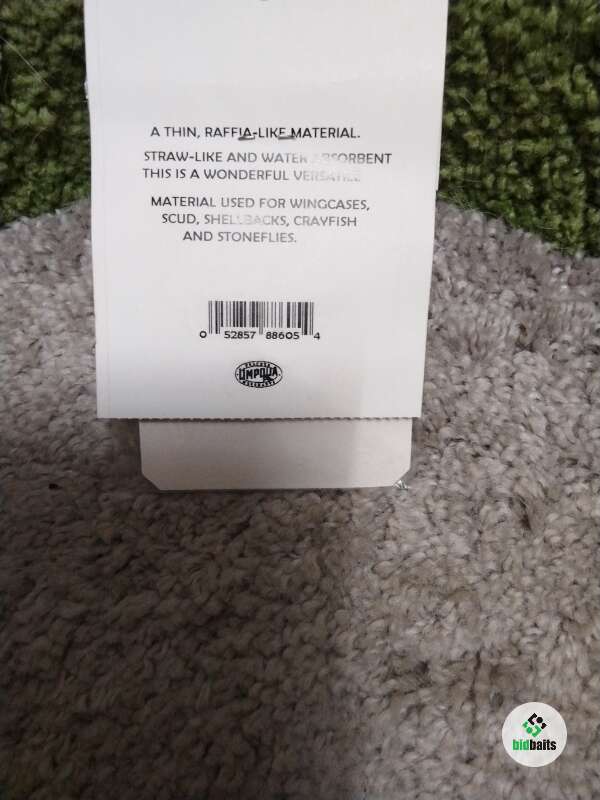 A THIN, RAFFIA-LIKE MATERIAL.
STRAW-LIKE AND WATER ABSORBENT
THIS IS A WONDERFUL VERSATILE
MATERIAL USED FOR WINGCASES,
SCUD, SHELLBACKS, CRAYFISH
AND STONEFLIES.
0 52857 88605 4
UMPQUA
bidbaits